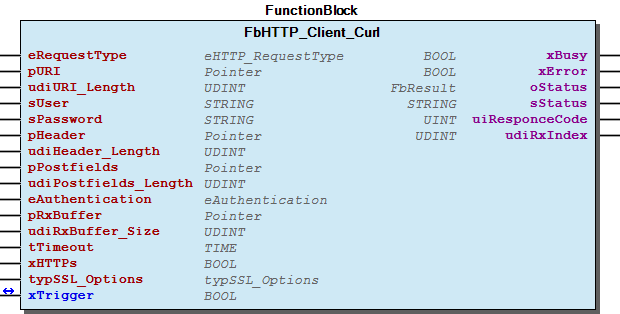 FunctionBlock
FbHTTP_Client_Curl
eRequestType eHTTP_RequestType BOOL xBusy
pURI Pointer BOOL xError
udiURI_Length UDINT FbResult oStatus
sUser STRING STRING sStatus
sPassword STRING UINT uiResponceCode
pHeader Pointer UDINT udiRxIndex
udiHeader_Length UDINT
pPostfields Pointer
udiPostfields_Length UDINT
eAuthentication eAuthentication
pRxBuffer Pointer
udiRxBuffer_Size UDINT
tTimeout TIME
xHTTPs BOOL
typSSL_Options typSSL_Options
xTrigger BOOL